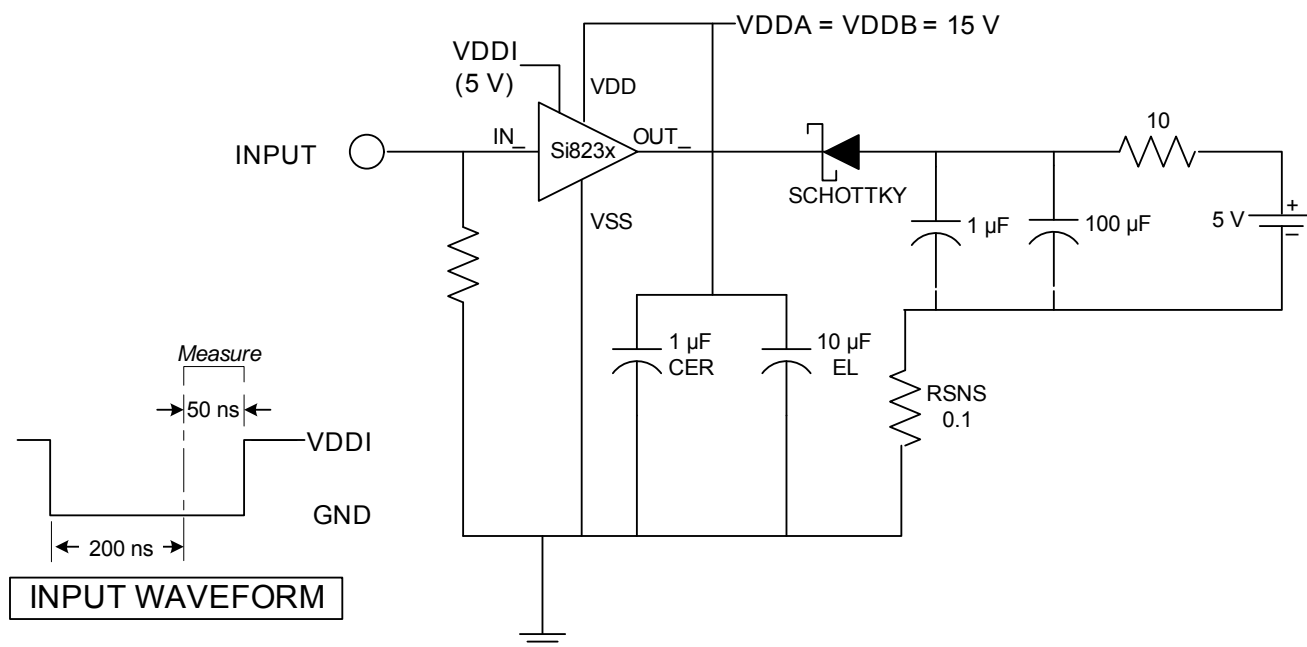 VDDA = VDDB = 15 V
VDDI
(5 V)
VDD
10
INPUT
IN_
Si823x
OUT_
SCHOTTKY
1 µF
100 µF
5 V
+
–
VSS
1 µF
CER
10 µF
EL
RSNS
0.1
Measure
50 ns
VDDI
GND
200 ns
INPUT WAVEFORM